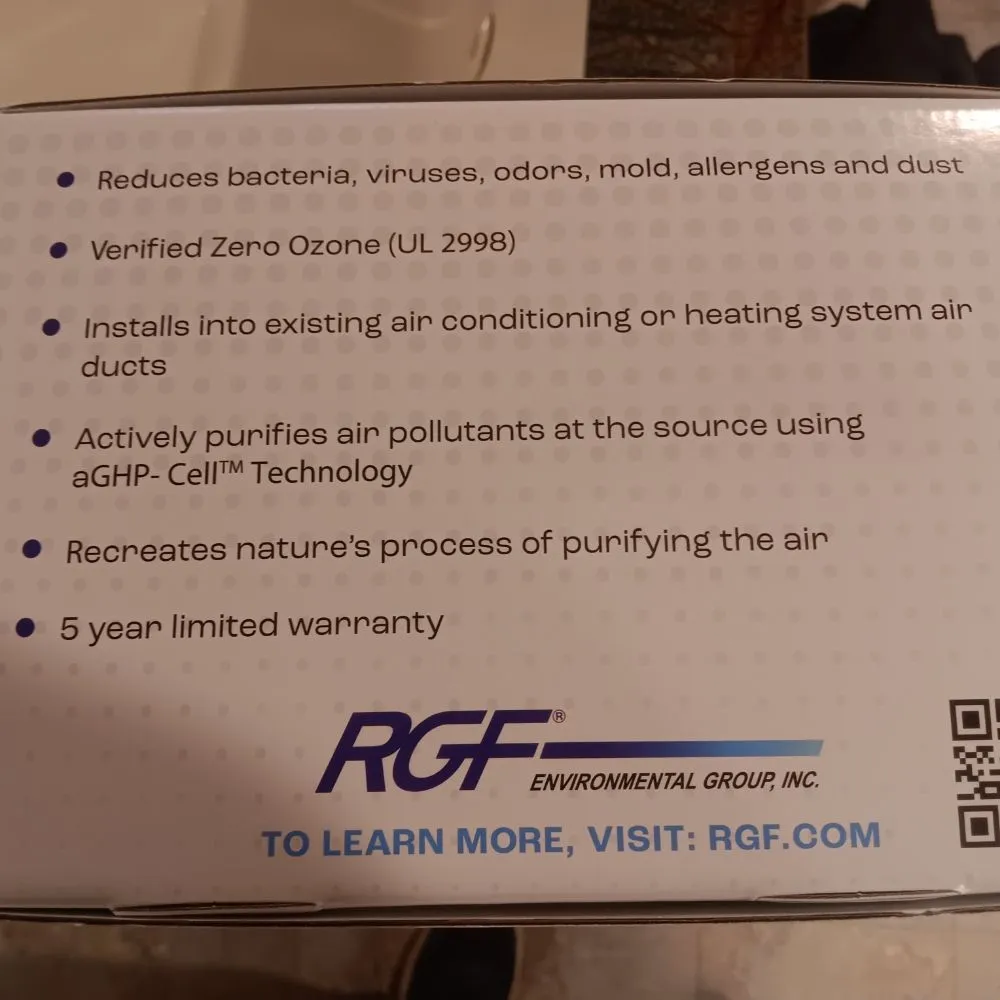 • Reduces bacteria, viruses, odors, mold, allergens and dust
• Verified Zero Ozone (UL 2998)
• Installs into existing air conditioning or heating system air
ducts
• Actively purifies air pollutants at the source using
aGHP- Cell™ Technology
• Recreates nature's process of purifying the air
• 5 year limited warranty
RGF®
ENVIRONMENTAL GROUP, INC.
TO LEARN MORE, VISIT: RGF.COM